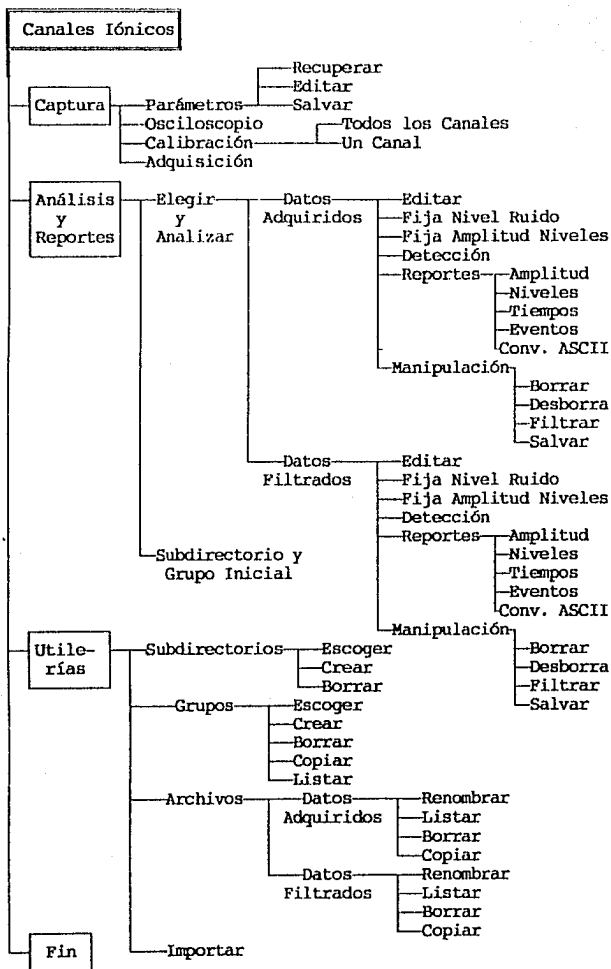 Canales Iónicos
Recuperar
Editar
Captura
Parámetros
Salvar
Osciloscopio
Todos los Canales
Calibración
Un Canal
Adquisición
Análisis
y
Reportes
Elegir
y
Analizar
Datos
Adquiridos
Editar
Fija Nivel Ruido
Fija Amplitud Niveles
Detección
Reportes
Amplitud
Niveles
Tiempos
Eventos
Conv. ASCII
Manipulación
Borrar
Desborra
Filtrar
Salvar
Datos
Filtrados
Editar
Fija Nivel Ruido
Fija Amplitud Niveles
Detección
Reportes
Amplitud
Niveles
Tiempos
Eventos
Conv. ASCII
Manipulación
Borrar
Desborra
Filtrar
Salvar
Subdirectorio y
Grupo Inicial
Utile-
rías
Subdirectorios
Escoger
Crear
Borrar
Grupos
Escoger
Crear
Borrar
Copiar
Listar
Archivos
Datos
Adquiridos
Renombrar
Listar
Borrar
Copiar
Datos
Filtrados
Renombrar
Listar
Borrar
Copiar
Importar
Fin